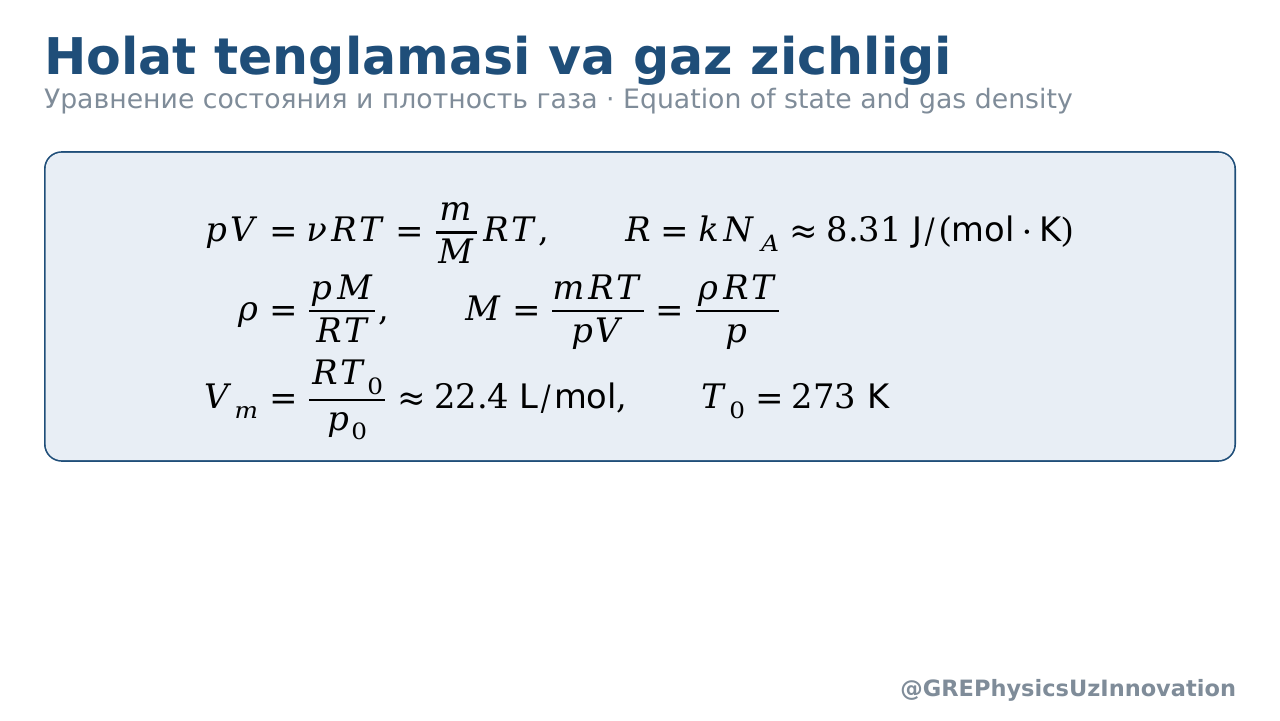 Holat tenglamasi va gaz zichligi
Уравнение состояния и плотность газа · Equation of state and gas density
pV = νRT = m/M RT, R = kN_A ≈ 8.31 J/(mol · K)
ρ = pM/RT, M = mRT/pV = ρRT/p
V_m = RT_0/p_0 ≈ 22.4 L/mol, T_0 = 273 K
@GREPhysicsUzInnovation